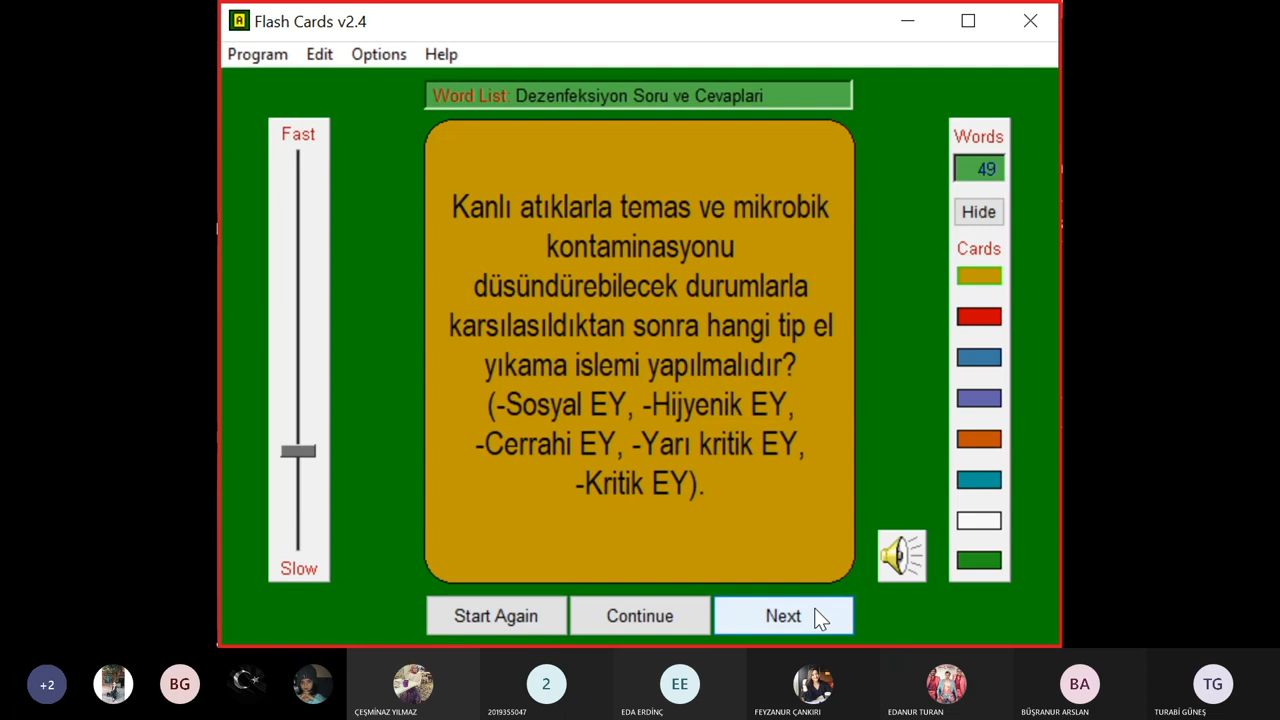 Flash Cards v2.4
Program Edit Options Help
Word List: Dezenfeksiyon Soru ve Cevaplari
Fast
Slow
Kanlı atıklarla temas ve mikrobik
kontaminasyonu
düsündürebilecek durumlarla
karsılasıldıktan sonra hangi tip el
yıkama islemi yapılmalıdır?
(-Sosyal EY, -Hijyenik EY,
-Cerrahi EY, -Yarı kritik EY,
-Kritik EY).
Words
49
Hide
Cards
Start Again Continue Next
+2 BG 2 EE BA TG
ÇEŞMİNAZ YILMAZ 2019355047 EDA ERDİNÇ FEYZANUR ÇANKIRI EDANUR TURAN BÜŞRANUR ARSLAN TURABİ GÜNEŞ